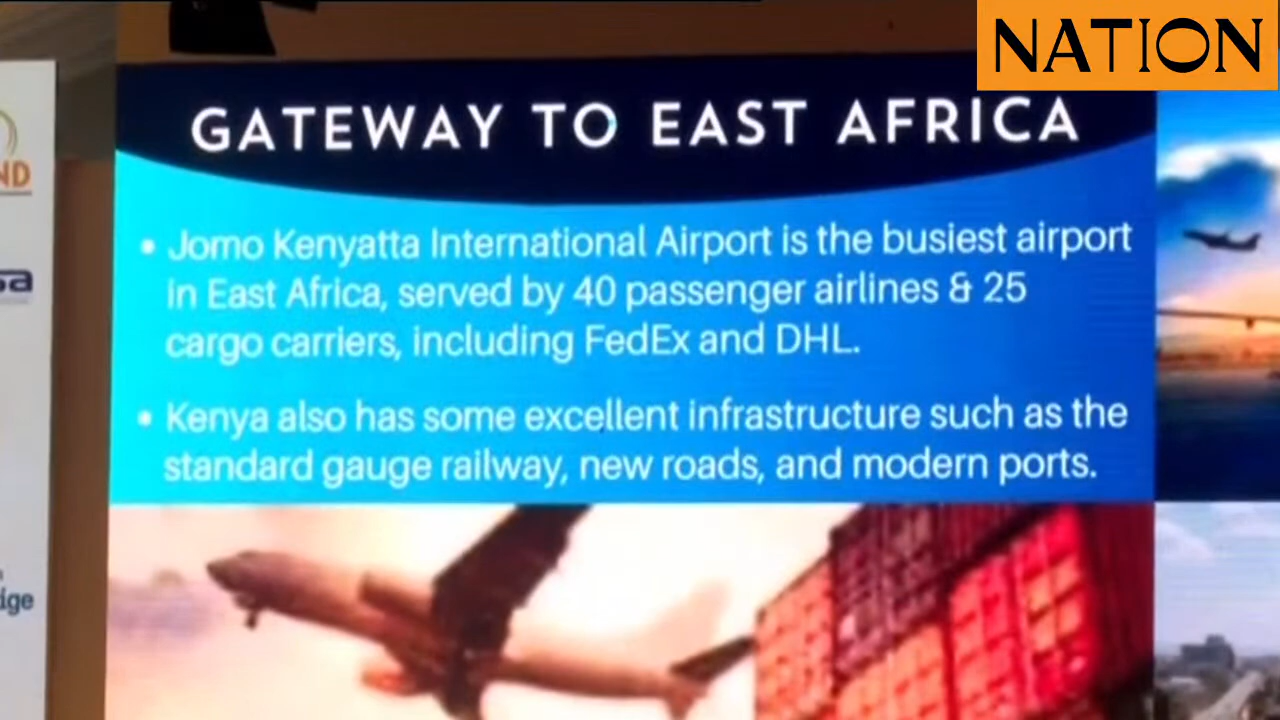 NATION
GATEWAY TO EAST AFRICA
• Jomo Kenyatta International Airport is the busiest airport
in East Africa, served by 40 passenger airlines & 25
cargo carriers, including FedEx and DHL.
• Kenya also has some excellent infrastructure such as the
standard gauge railway, new roads, and modern ports.